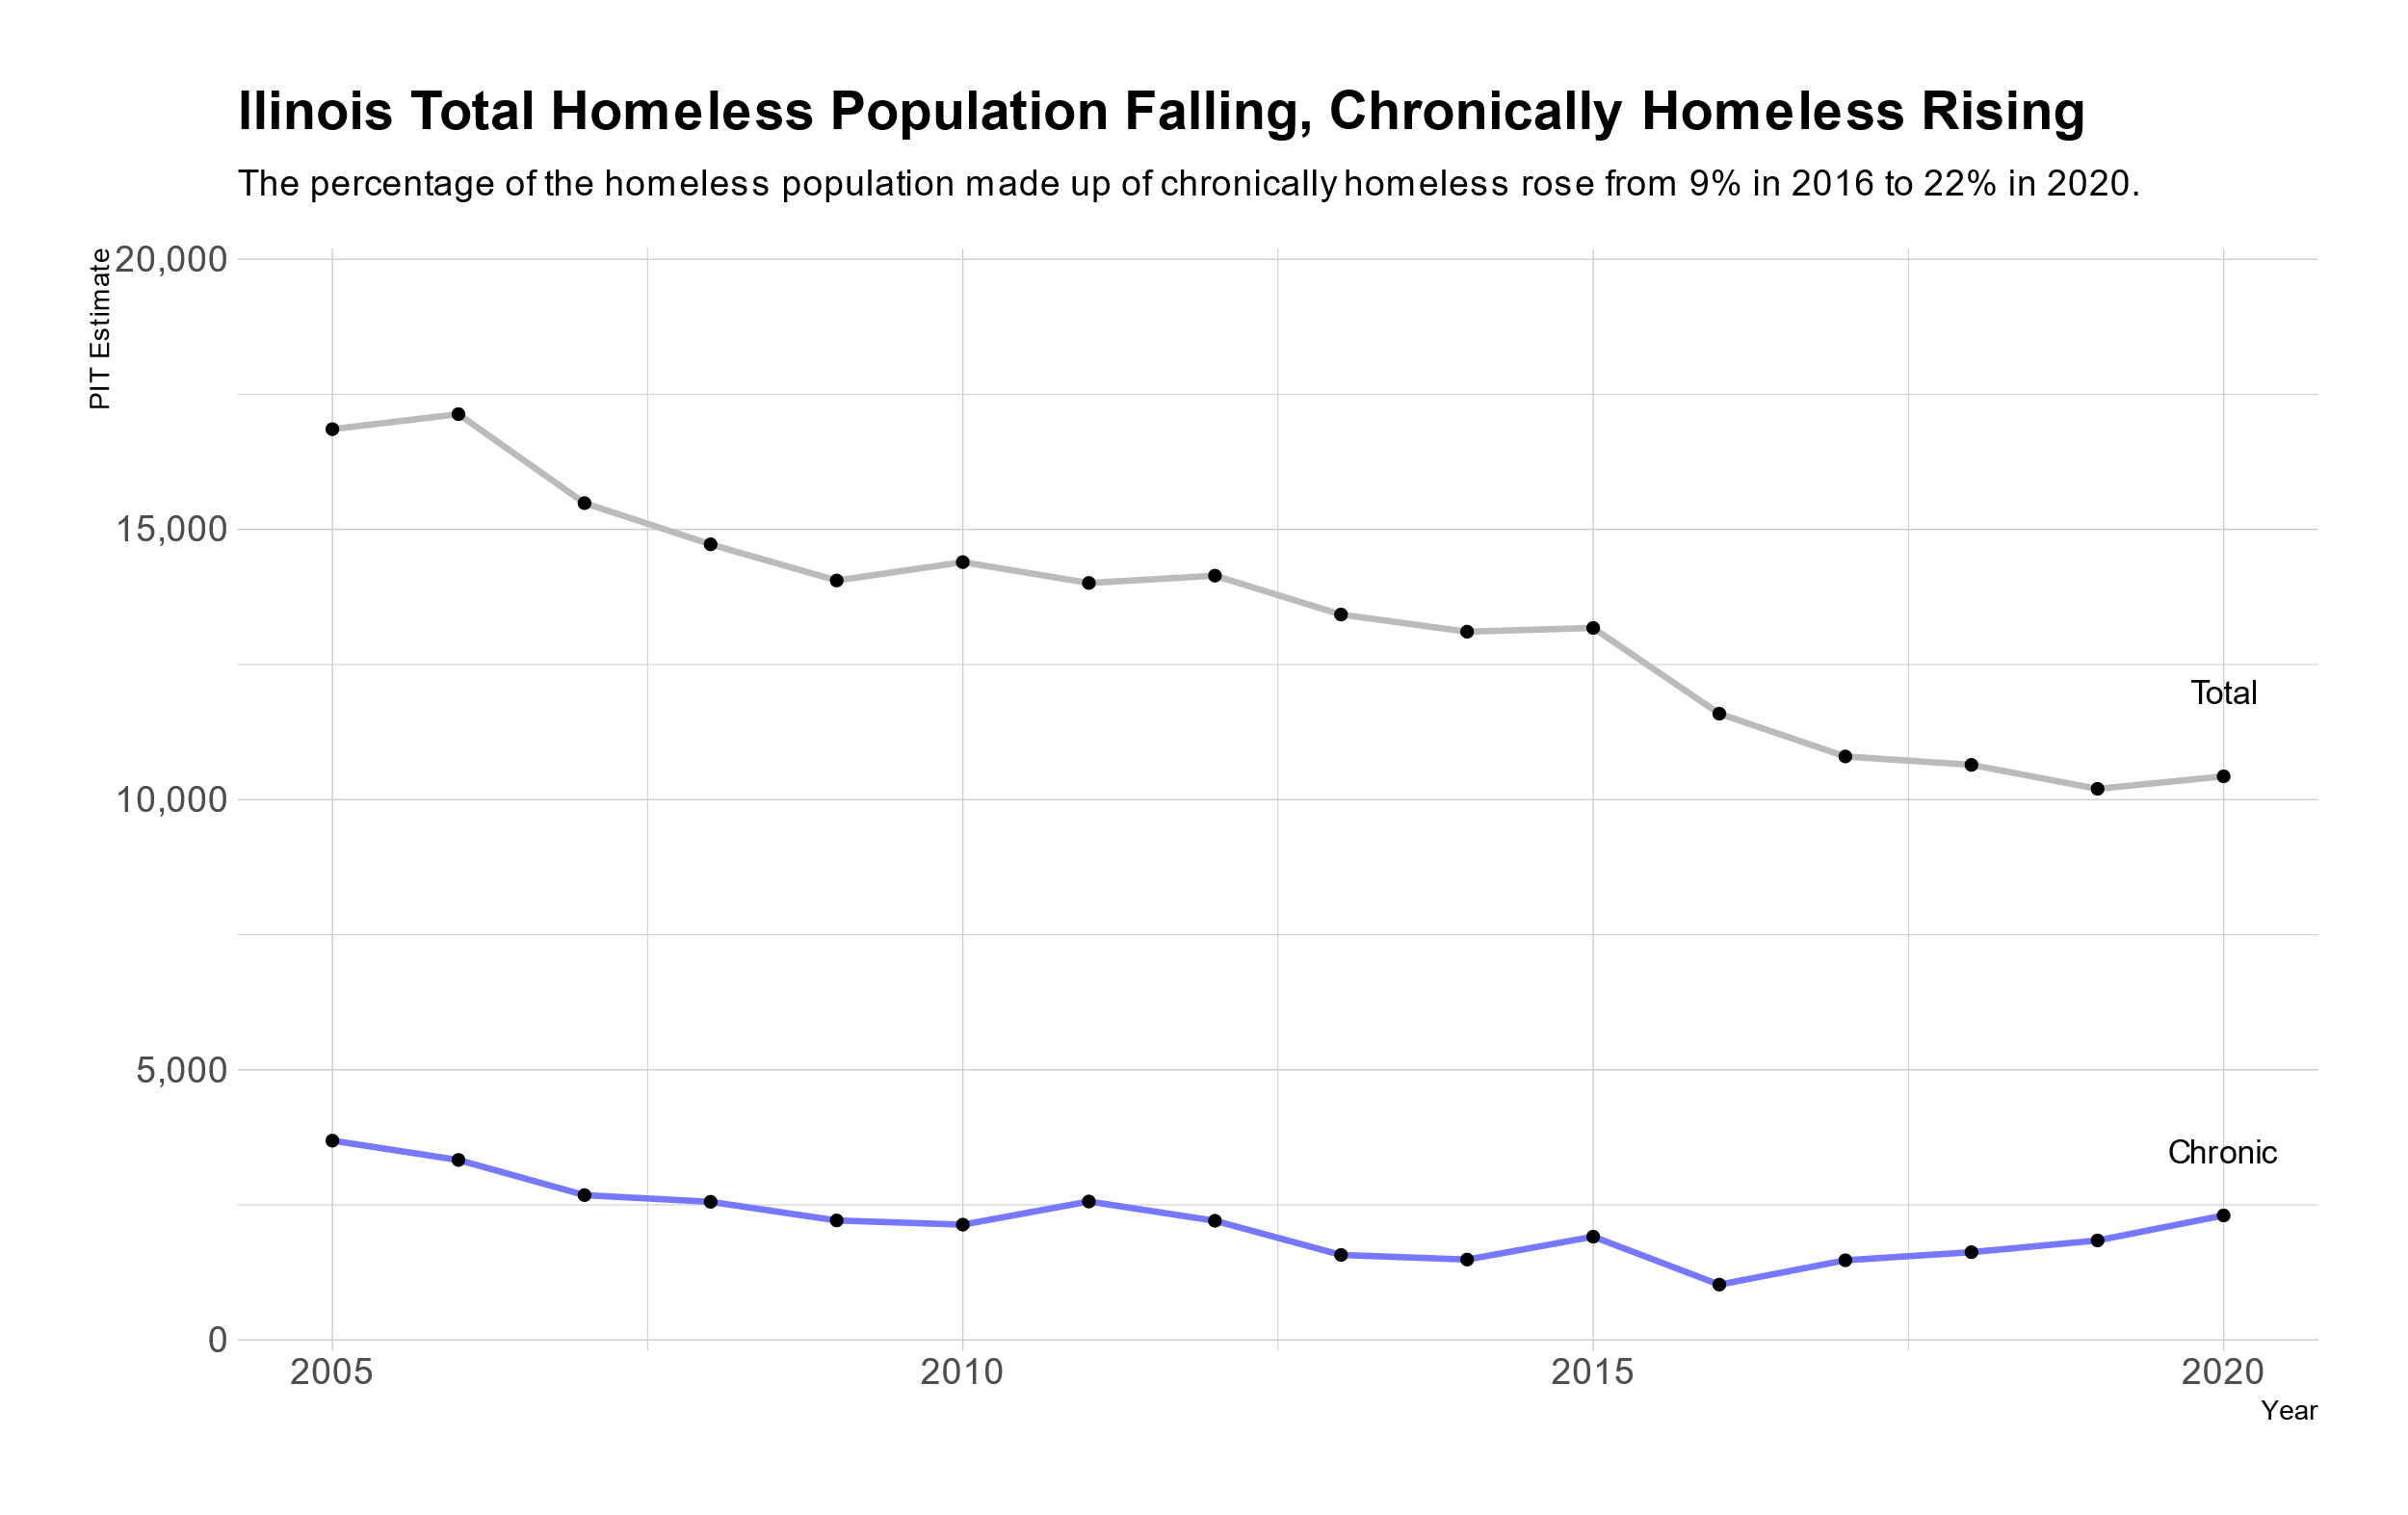 Ilinois Total Homeless Population Falling, Chronically Homeless Rising
The percentage of the homeless population made up of chronically homeless rose from 9% in 2016 to 22% in 2020.
PIT Estimate
20,000
15,000
10,000
5,000
0
Total
Chronic
2005 2010 2015 2020
Year